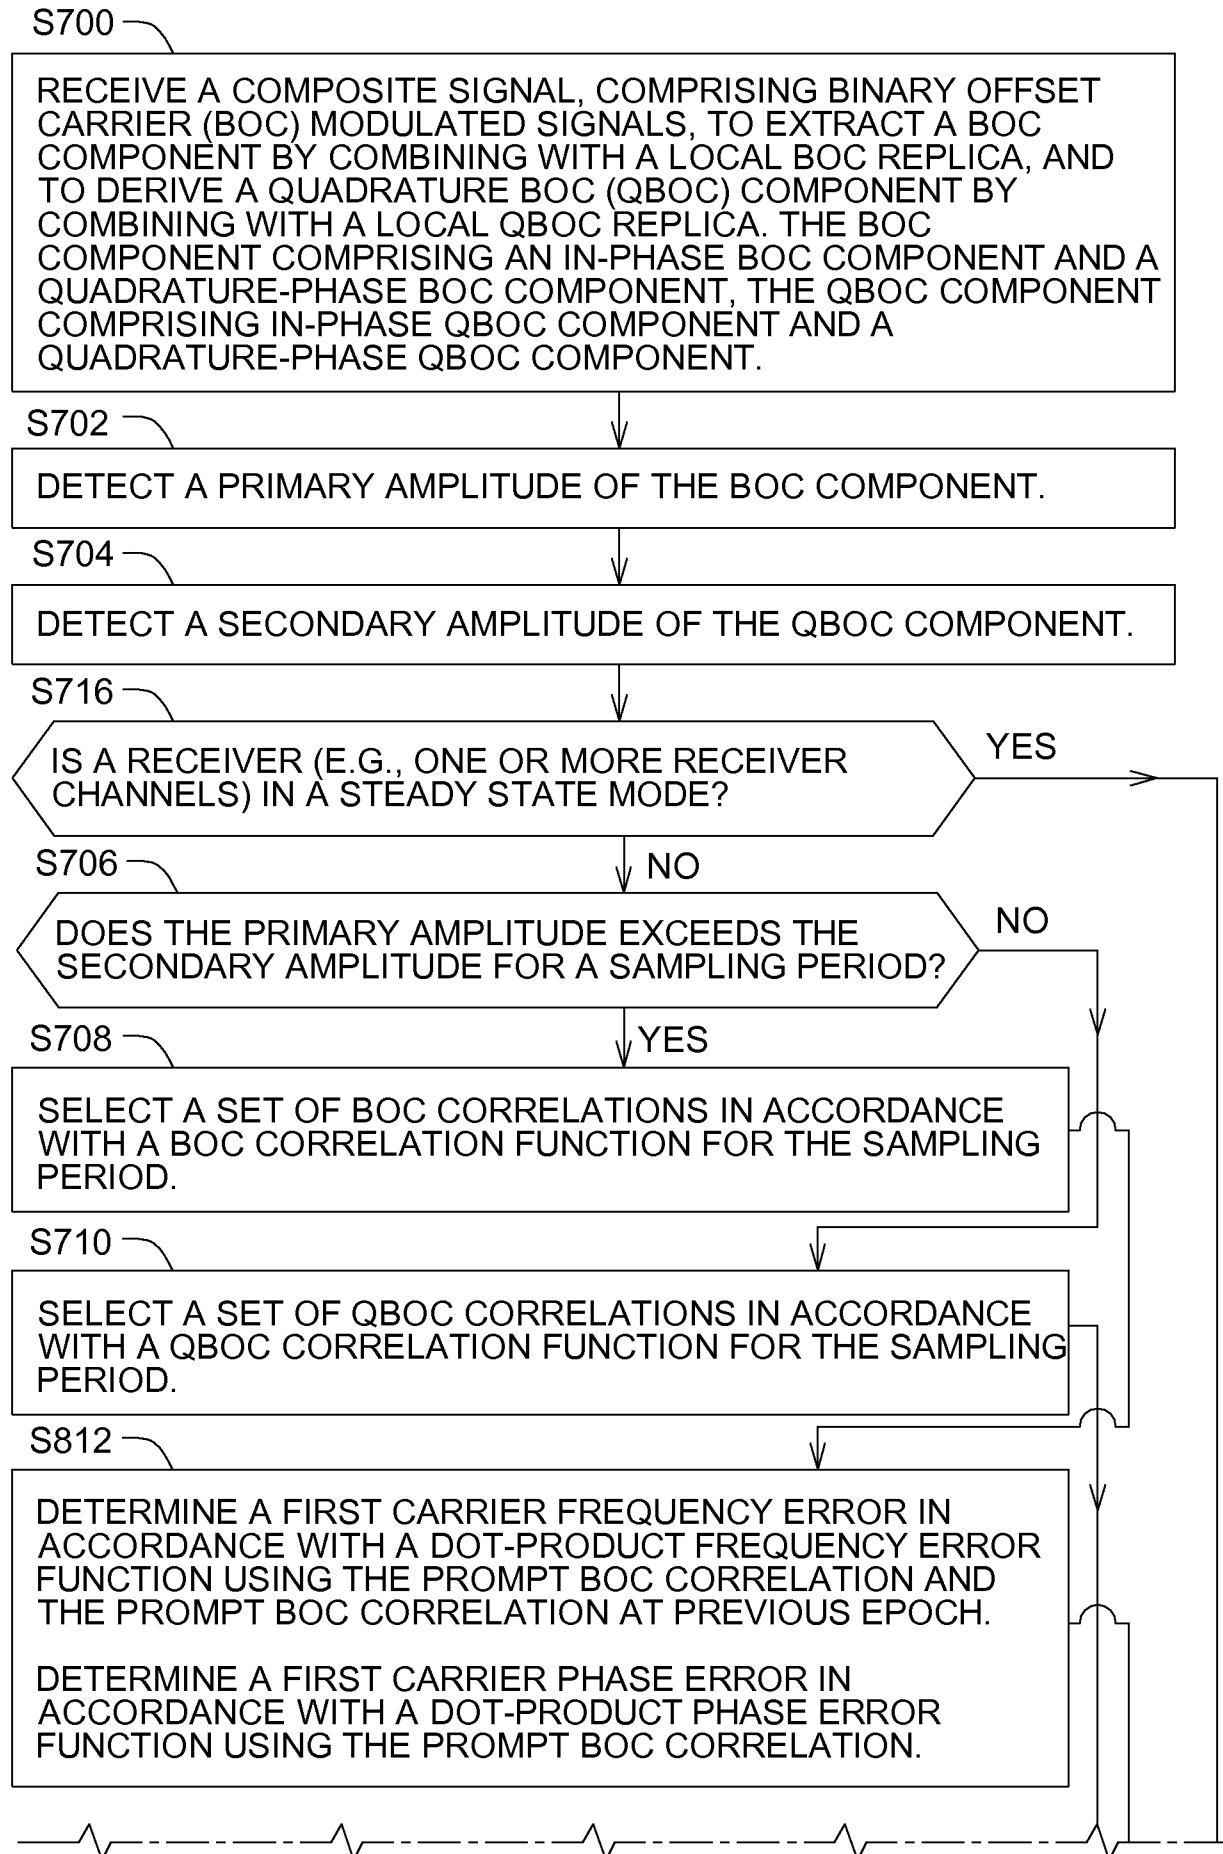 S700
RECEIVE A COMPOSITE SIGNAL, COMPRISING BINARY OFFSET
CARRIER (BOC) MODULATED SIGNALS, TO EXTRACT A BOC
COMPONENT BY COMBINING WITH A LOCAL BOC REPLICA, AND
TO DERIVE A QUADRATURE BOC (QBOC) COMPONENT BY
COMBINING WITH A LOCAL QBOC REPLICA. THE BOC
COMPONENT COMPRISING AN IN-PHASE BOC COMPONENT AND A
QUADRATURE-PHASE BOC COMPONENT, THE QBOC COMPONENT
COMPRISING IN-PHASE QBOC COMPONENT AND A
QUADRATURE-PHASE QBOC COMPONENT.
S702
DETECT A PRIMARY AMPLITUDE OF THE BOC COMPONENT.
S704
DETECT A SECONDARY AMPLITUDE OF THE QBOC COMPONENT.
S716
IS A RECEIVER (E.G., ONE OR MORE RECEIVER
CHANNELS) IN A STEADY STATE MODE?
YES
NO
S706
DOES THE PRIMARY AMPLITUDE EXCEEDS THE
SECONDARY AMPLITUDE FOR A SAMPLING PERIOD?
NO
YES
S708
SELECT A SET OF BOC CORRELATIONS IN ACCORDANCE
WITH A BOC CORRELATION FUNCTION FOR THE SAMPLING
PERIOD.
S710
SELECT A SET OF QBOC CORRELATIONS IN ACCORDANCE
WITH A QBOC CORRELATION FUNCTION FOR THE SAMPLING
PERIOD.
S812
DETERMINE A FIRST CARRIER FREQUENCY ERROR IN
ACCORDANCE WITH A DOT-PRODUCT FREQUENCY ERROR
FUNCTION USING THE PROMPT BOC CORRELATION AND
THE PROMPT BOC CORRELATION AT PREVIOUS EPOCH.
DETERMINE A FIRST CARRIER PHASE ERROR IN
ACCORDANCE WITH A DOT-PRODUCT PHASE ERROR
FUNCTION USING THE PROMPT BOC CORRELATION.